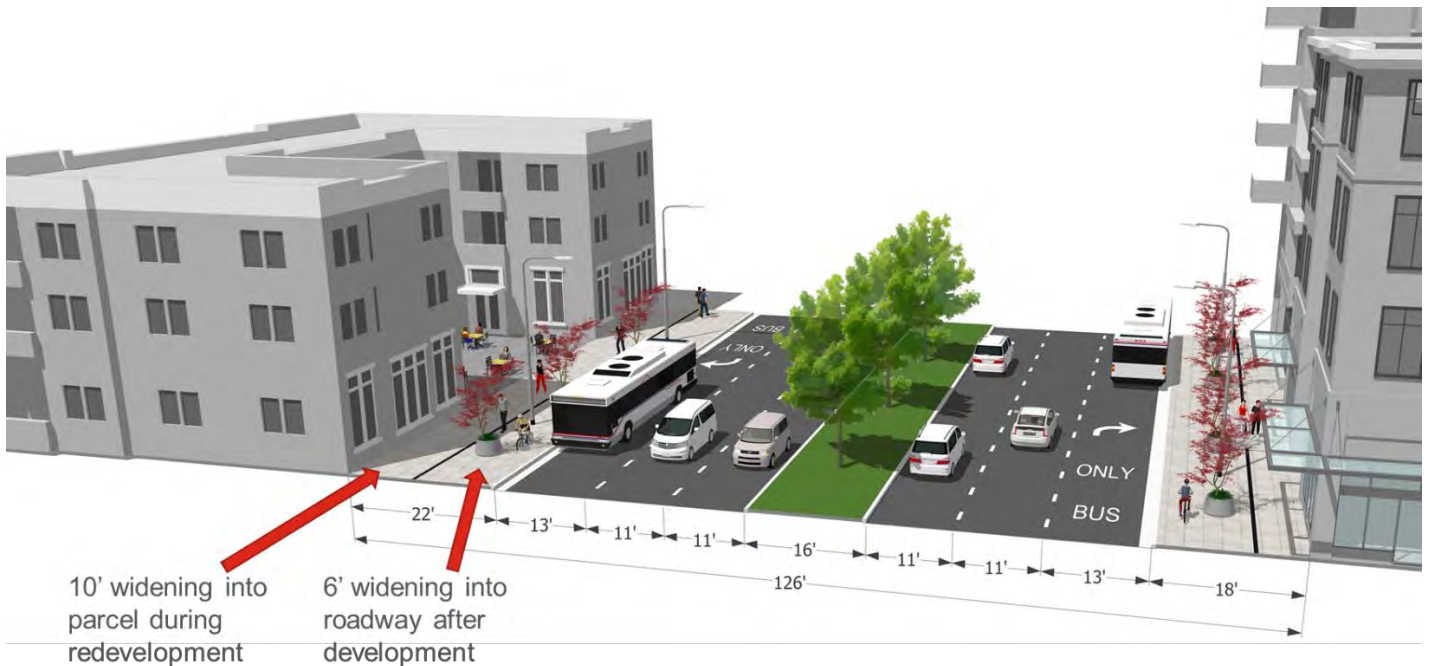 BUS
ONLY
ONLY
BUS
22'
13'
11'
11'
16'
11'
11'
13'
18'
126'
10’ widening into
parcel during
redevelopment
6’ widening into
roadway after
development